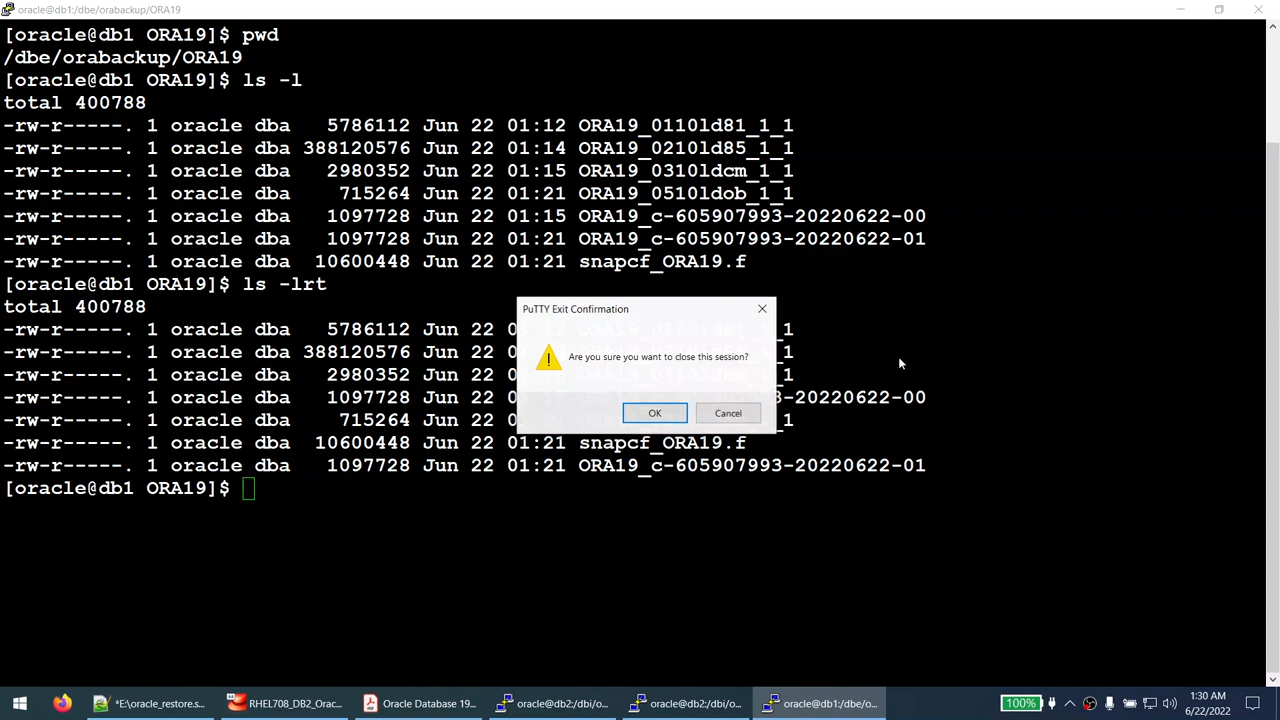 oracle@db1:/dbe/orabackup/ORA19
[oracle@db1 ORA19]$ pwd
/dbe/orabackup/ORA19
[oracle@db1 ORA19]$ ls -l
total 400788
-rw-r-----. 1 oracle dba   5786112 Jun 22 01:12 ORA19_0110ld81_1_1
-rw-r-----. 1 oracle dba 388120576 Jun 22 01:14 ORA19_0210ld85_1_1
-rw-r-----. 1 oracle dba   2980352 Jun 22 01:15 ORA19_0310ldcm_1_1
-rw-r-----. 1 oracle dba    715264 Jun 22 01:21 ORA19_0510ldob_1_1
-rw-r-----. 1 oracle dba   1097728 Jun 22 01:15 ORA19_c-605907993-20220622-00
-rw-r-----. 1 oracle dba   1097728 Jun 22 01:21 ORA19_c-605907993-20220622-01
-rw-r-----. 1 oracle dba  10600448 Jun 22 01:21 snapcf_ORA19.f
[oracle@db1 ORA19]$ ls -lrt
total 400788
-rw-r-----. 1 oracle dba   5786112 Jun 22 _1
-rw-r-----. 1 oracle dba 388120576 Jun 22 _1
-rw-r-----. 1 oracle dba   2980352 Jun 22 _1
-rw-r-----. 1 oracle dba   1097728 Jun 22 -20220622-00
-rw-r-----. 1 oracle dba    715264 Jun 22 _1
-rw-r-----. 1 oracle dba  10600448 Jun 22 01:21 snapcf_ORA19.f
-rw-r-----. 1 oracle dba   1097728 Jun 22 01:21 ORA19_c-605907993-20220622-01
[oracle@db1 ORA19]$
PuTTY Exit Confirmation
Are you sure you want to close this session?
OK Cancel
*E:\oracle_restore.s... RHEL708_DB2_Orac... Oracle Database 19... oracle@db2:/dbi/o... oracle@db2:/dbi/o... oracle@db1:/dbe/o... 100% 1:30 AM
6/22/2022